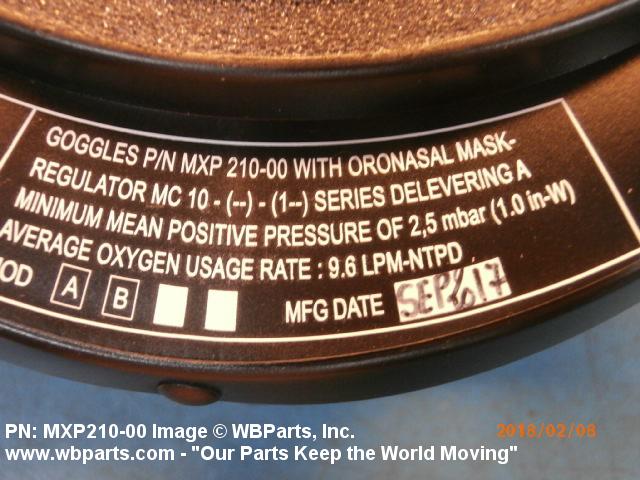 GOGGLES P/N MXP 210-00 WITH ORONASAL MASK-
REGULATOR MC 10 - (--) - (1--) SERIES DELEVERING A
MINIMUM MEAN POSITIVE PRESSURE OF 2,5 mbar (1.0 in-W)
AVERAGE OXYGEN USAGE RATE : 9.6 LPM-NTPD
MOD A B MFG DATE SEP 17
PN: MXP210-00 Image © WBParts, Inc. 2018/02/08
www.wbparts.com - "Our Parts Keep the World Moving"